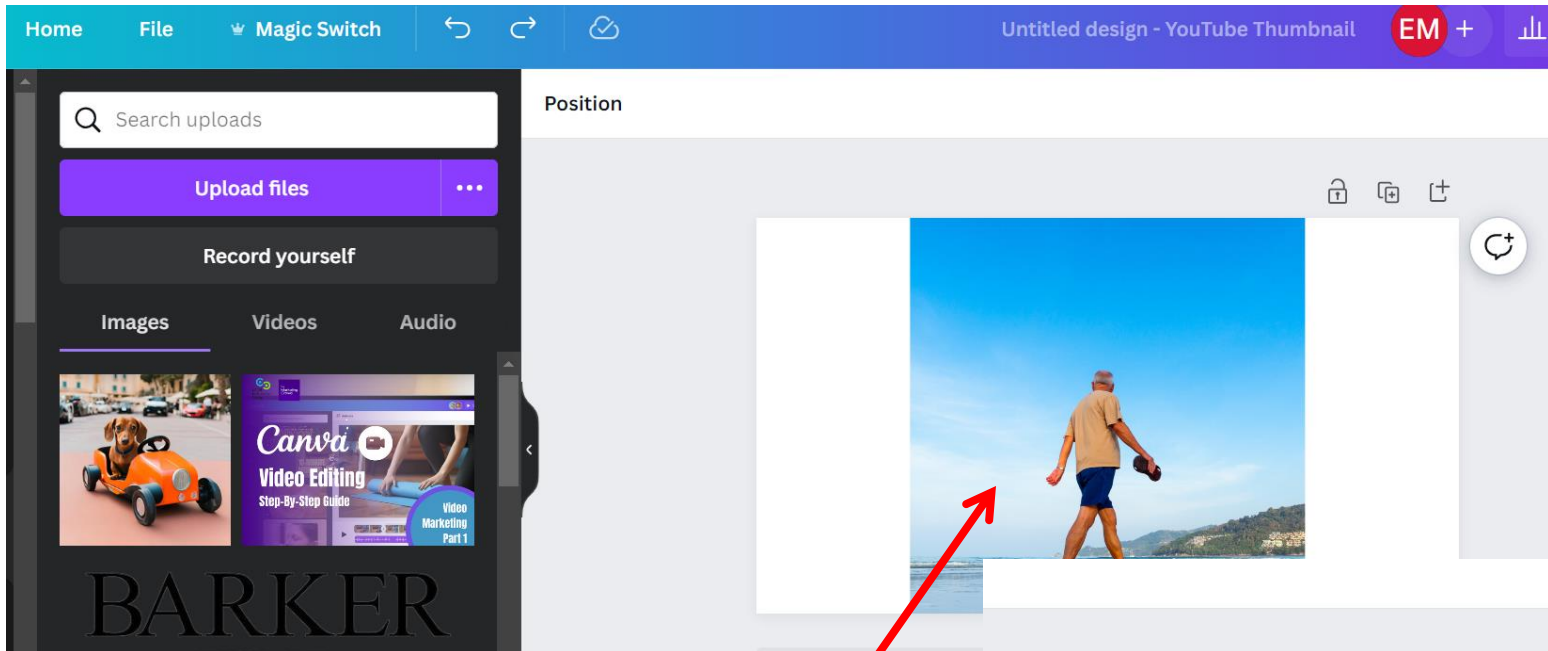 Home File Magic Switch Untitled design - YouTube Thumbnail EM +
Search uploads
Position
Upload files
Record yourself
Images Videos Audio
Canva
Video Editing
Step-By-Step Guide
Video
Marketing
Part 1
BARKER